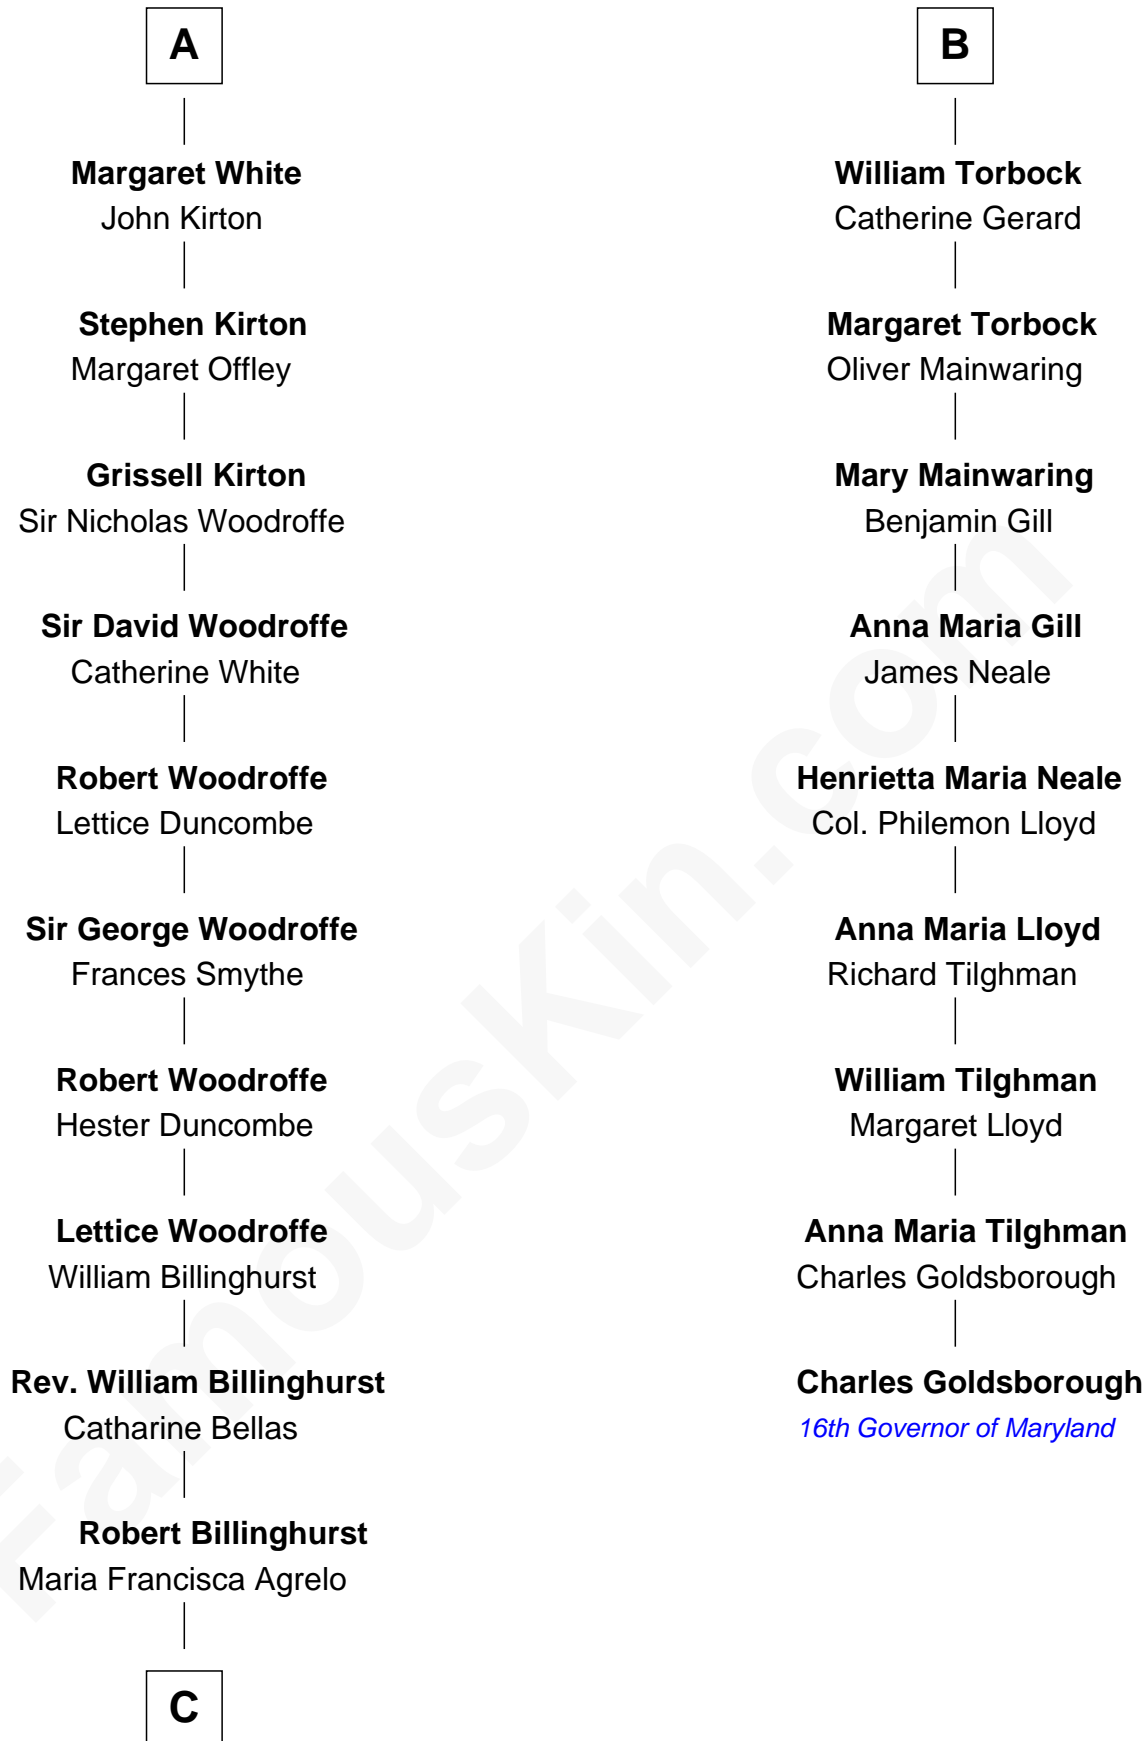 A
Margaret White
John Kirton
Stephen Kirton
Margaret Offley
Grissell Kirton
Sir Nicholas Woodroffe
Sir David Woodroffe
Catherine White
Robert Woodroffe
Lettice Duncombe
Sir George Woodroffe
Frances Smythe
Robert Woodroffe
Hester Duncombe
Lettice Woodroffe
William Billinghurst
Rev. William Billinghurst
Catharine Bellas
Robert Billinghurst
Maria Francisca Agrelo
C
B
William Torbock
Catherine Gerard
Margaret Torbock
Oliver Mainwaring
Mary Mainwaring
Benjamin Gill
Anna Maria Gill
James Neale
Henrietta Maria Neale
Col. Philemon Lloyd
Anna Maria Lloyd
Richard Tilghman
William Tilghman
Margaret Lloyd
Anna Maria Tilghman
Charles Goldsborough
Charles Goldsborough
16th Governor of Maryland
FamousKin.com